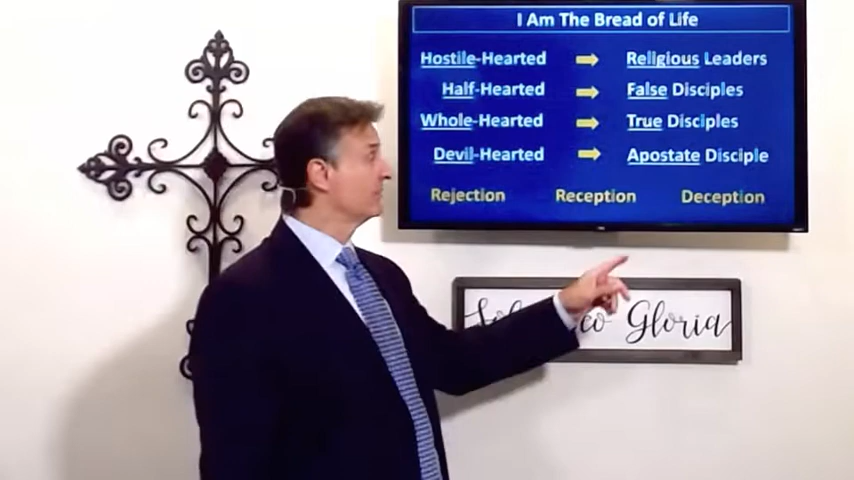 I Am The Bread of Life
Hostile-Hearted Religious Leaders
Half-Hearted False Disciples
Whole-Hearted True Disciples
Devil-Hearted Apostate Disciple
Rejection Reception Deception
Gloria